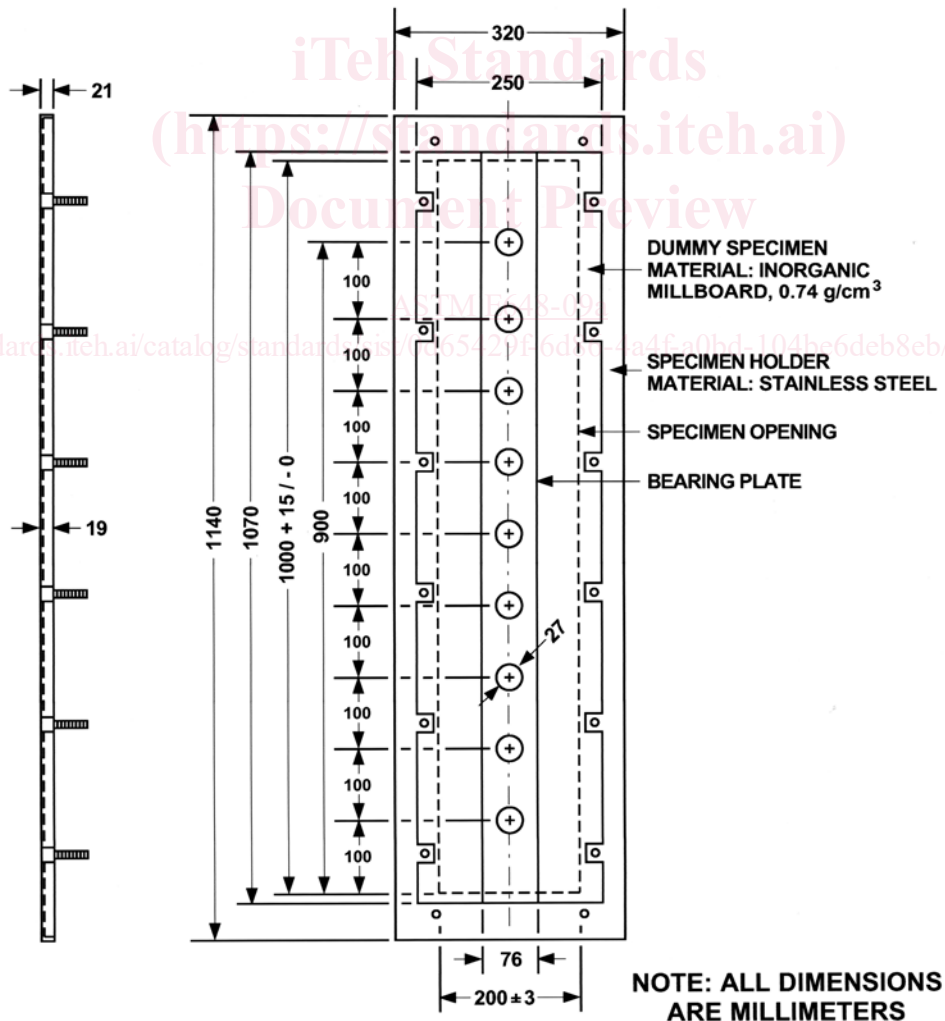 320
iTeh Standards
250
21
(https://standards.iteh.ai)
Document Preview
DUMMY SPECIMEN
MATERIAL: INORGANIC
MILLBOARD, 0.74 g/cm³
100
ASTM E648-09a
100
SPECIMEN HOLDER
MATERIAL: STAINLESS STEEL
100
SPECIMEN OPENING
BEARING PLATE
100
19
1140
1070
1000 + 15 / - 0
900
100
100
27
100
100
100
76
200 ± 3
NOTE: ALL DIMENSIONS
ARE MILLIMETERS